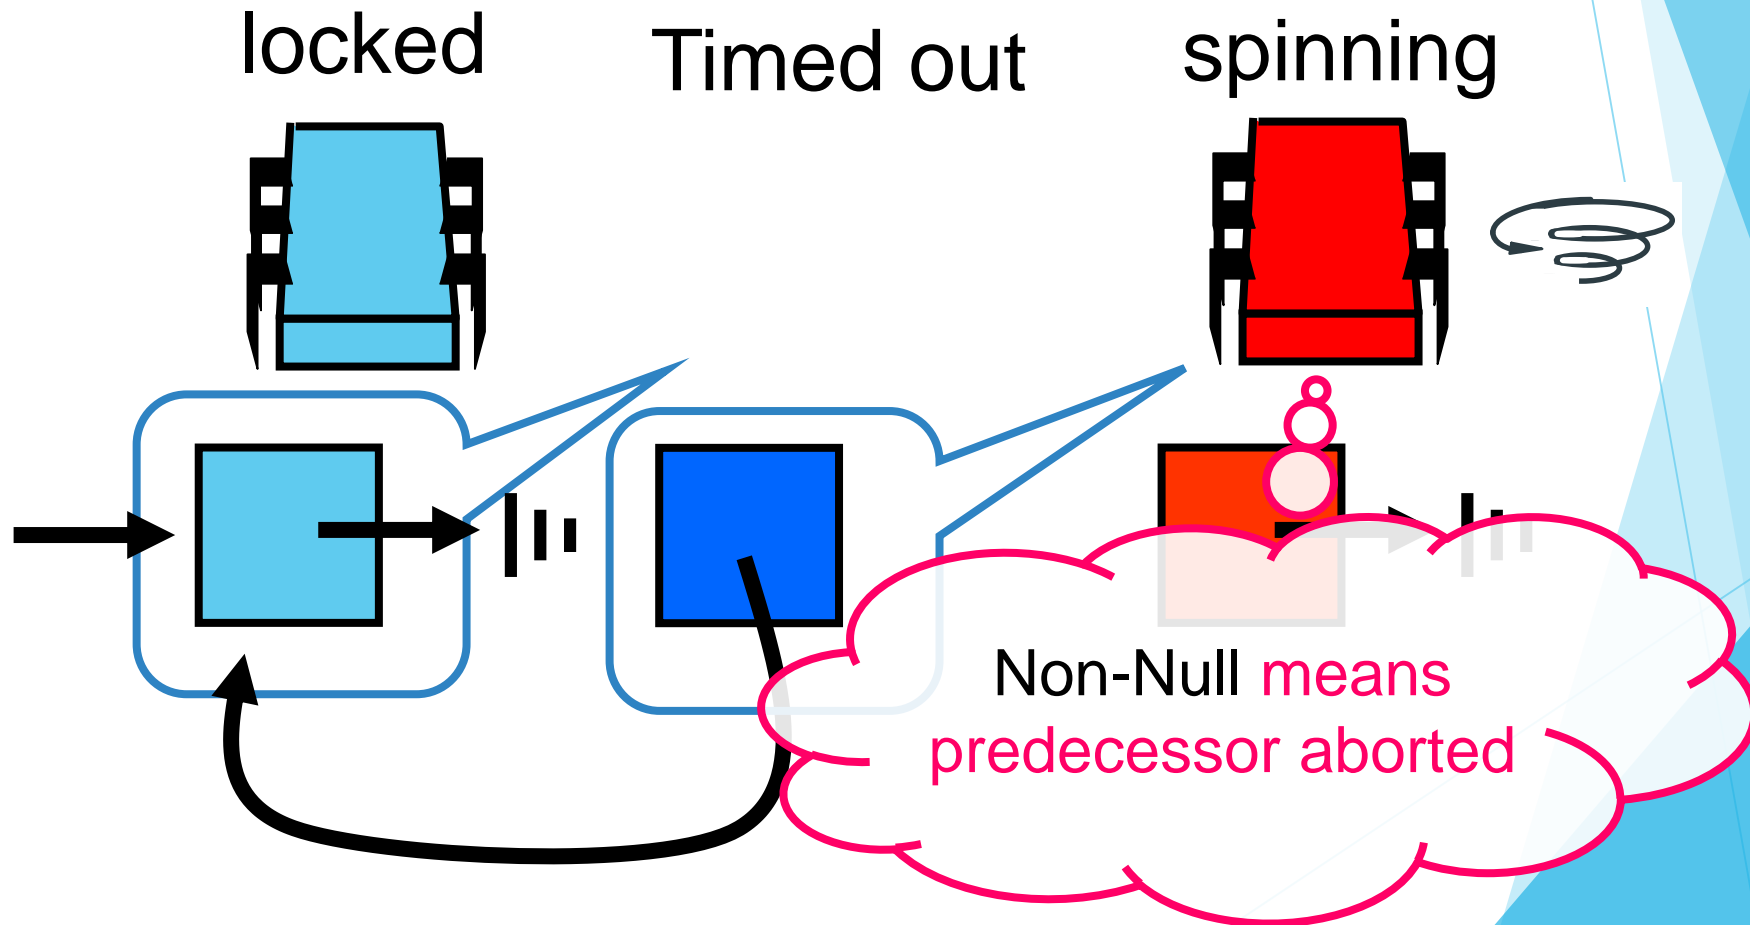 locked
Timed out
spinning
Non-Null means
predecessor aborted